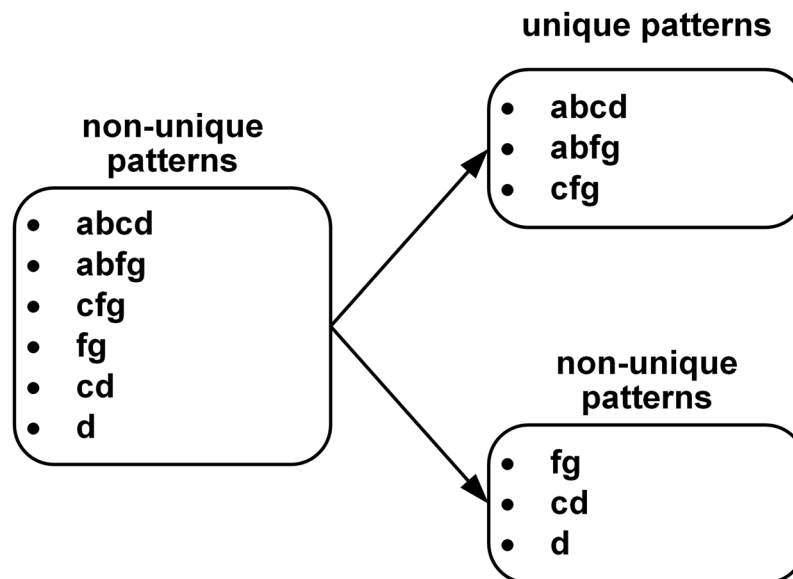 unique patterns
• abcd
• abfg
• cfg
non-unique
patterns
• abcd
• abfg
• cfg
• fg
• cd
• d
non-unique
patterns
• fg
• cd
• d